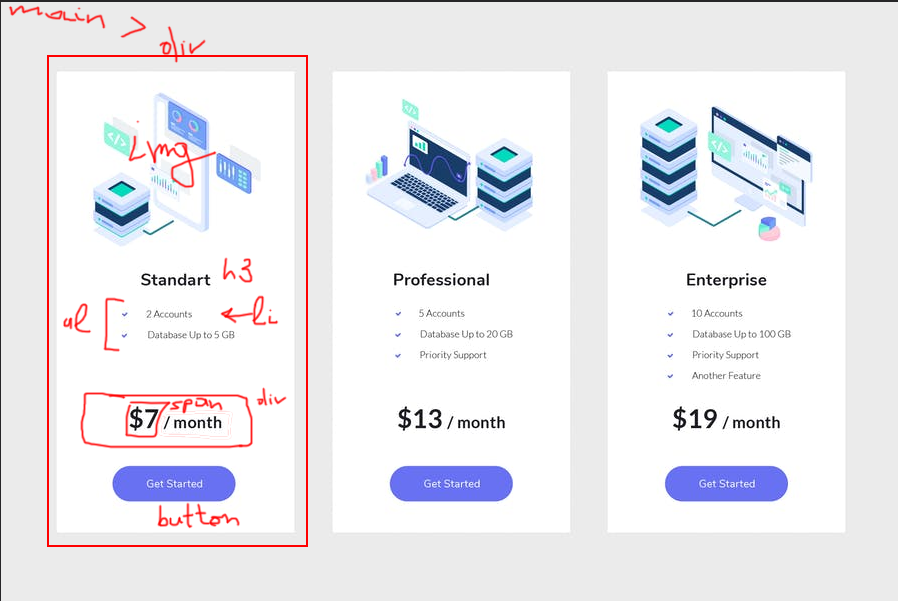 main >
div
Img
Standart h3
ul
2 Accounts ← li
Database Up to 5 GB
span div
$7 / month
Get Started
button
Professional
5 Accounts
Database Up to 20 GB
Priority Support
$13 / month
Get Started
Enterprise
10 Accounts
Database Up to 100 GB
Priority Support
Another Feature
$19 / month
Get Started